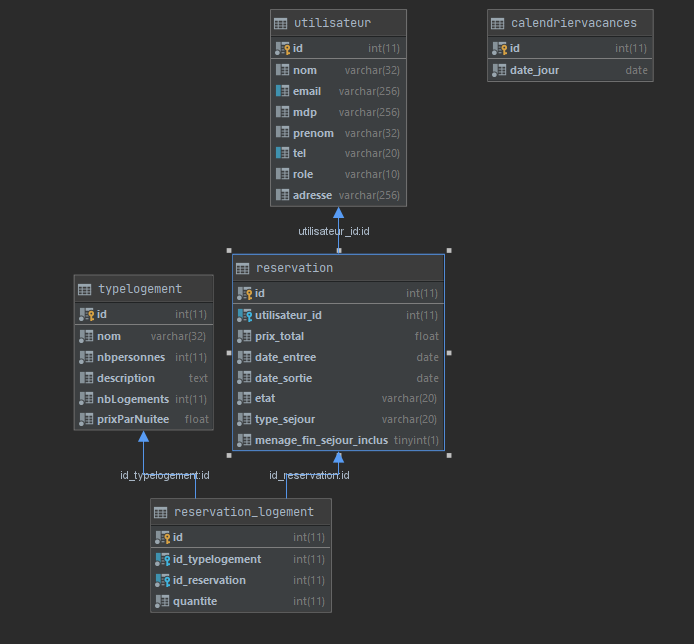 utilisateur
id int(11)
nom varchar(32)
email varchar(256)
mdp varchar(256)
prenom varchar(32)
tel varchar(20)
role varchar(10)
adresse varchar(256)
calendriervacances
id int(11)
date_jour date
utilisateur_id:id
reservation
id int(11)
utilisateur_id int(11)
prix_total float
date_entree date
date_sortie date
etat varchar(20)
type_sejour varchar(20)
menage_fin_sejour_inclus tinyint(1)
typelogement
id int(11)
nom varchar(32)
nbpersonnes int(11)
description text
nbLogements int(11)
prixParNuitee float
id_typelogement:id
id_reservation:id
reservation_logement
id int(11)
id_typelogement int(11)
id_reservation int(11)
quantite int(11)